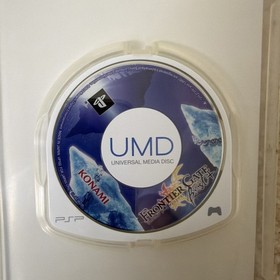 UMD
UNIVERSAL MEDIA DISC
KONAMI
FRONTIER GATE
PSP